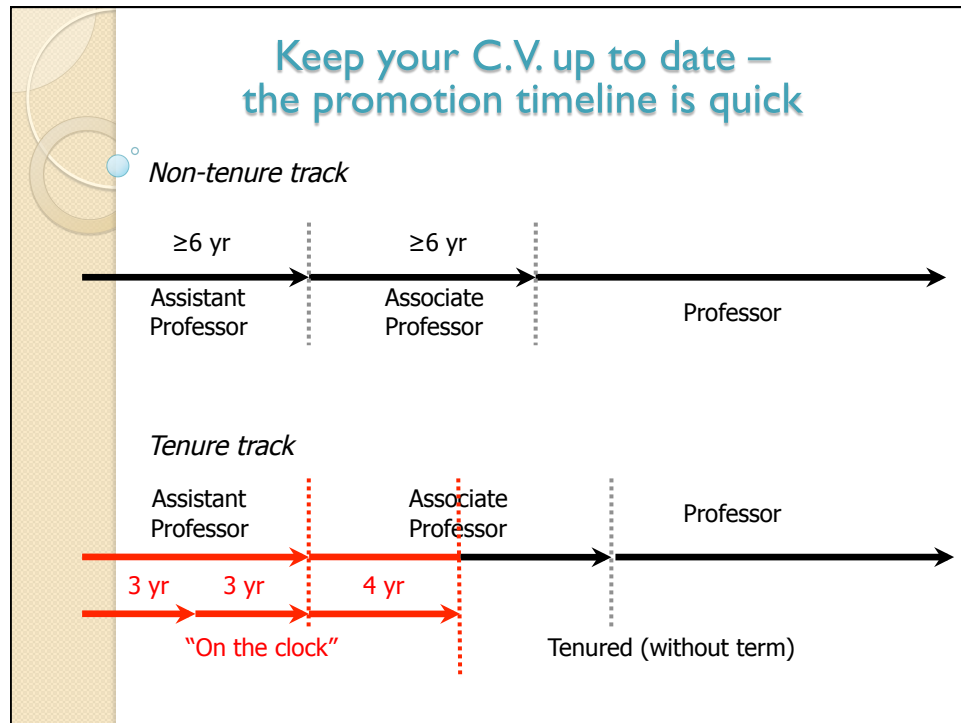 Keep your C.V. up to date –
the promotion timeline is quick
Non-tenure track
≥6 yr
≥6 yr
Assistant
Professor
Associate
Professor
Professor
Tenure track
Assistant
Professor
Associate
Professor
Professor
3 yr
3 yr
4 yr
“On the clock”
Tenured (without term)